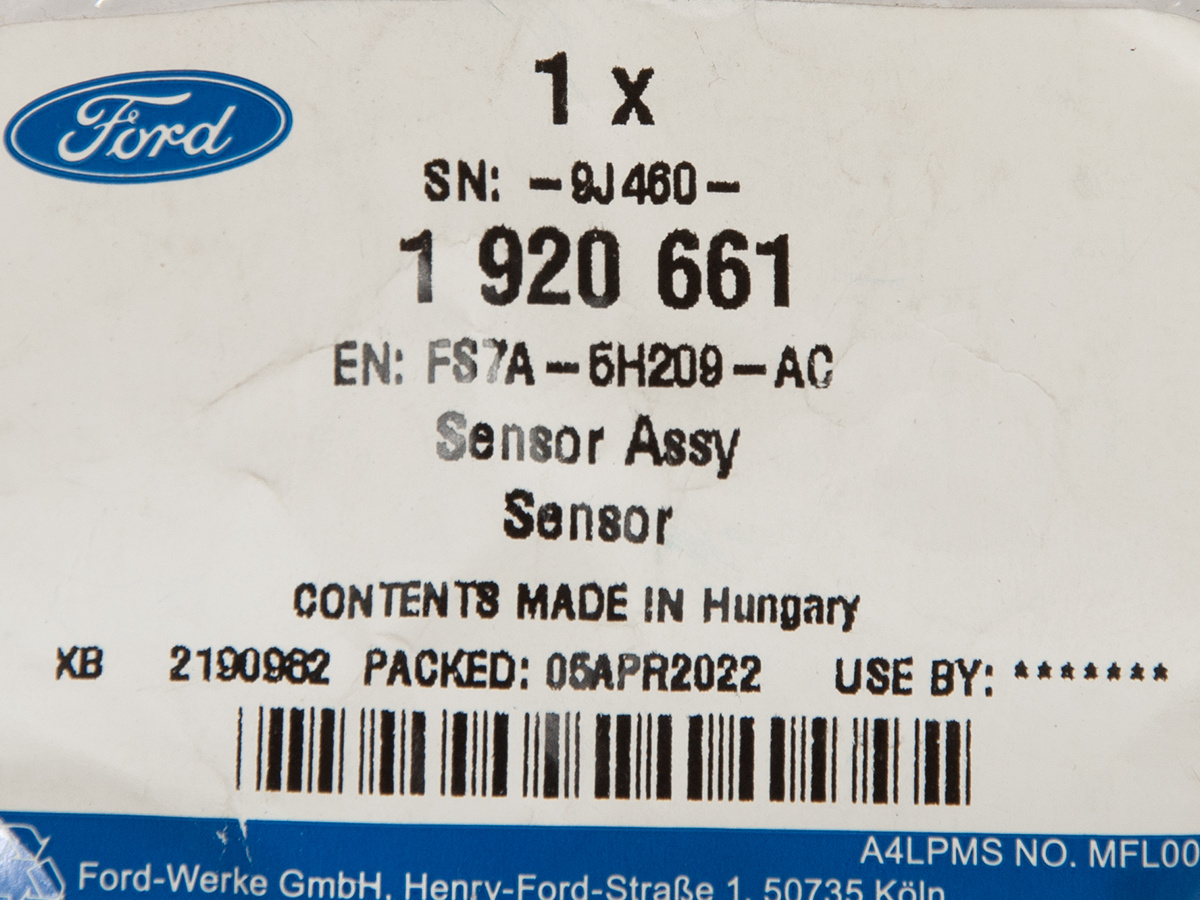 Ford
1 x
SN: -9J460-
1 920 661
EN: FS7A-5H209-AC
Sensor Assy
Sensor
CONTENTS MADE IN Hungary
XB 2190962 PACKED: 05APR2022 USE BY: *******
A4LPMS NO. MFL00
Ford-Werke GmbH, Henry-Ford-Straße 1, 50735 Köln